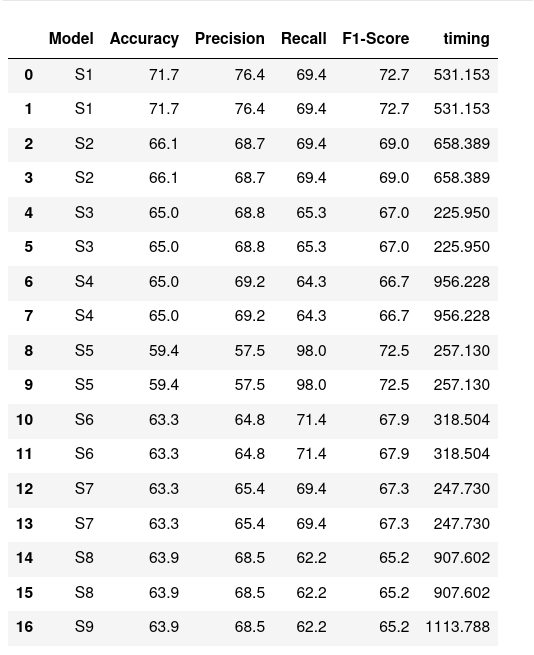 Model Accuracy Precision Recall F1-Score timing
0 S1 71.7 76.4 69.4 72.7 531.153
1 S1 71.7 76.4 69.4 72.7 531.153
2 S2 66.1 68.7 69.4 69.0 658.389
3 S2 66.1 68.7 69.4 69.0 658.389
4 S3 65.0 68.8 65.3 67.0 225.950
5 S3 65.0 68.8 65.3 67.0 225.950
6 S4 65.0 69.2 64.3 66.7 956.228
7 S4 65.0 69.2 64.3 66.7 956.228
8 S5 59.4 57.5 98.0 72.5 257.130
9 S5 59.4 57.5 98.0 72.5 257.130
10 S6 63.3 64.8 71.4 67.9 318.504
11 S6 63.3 64.8 71.4 67.9 318.504
12 S7 63.3 65.4 69.4 67.3 247.730
13 S7 63.3 65.4 69.4 67.3 247.730
14 S8 63.9 68.5 62.2 65.2 907.602
15 S8 63.9 68.5 62.2 65.2 907.602
16 S9 63.9 68.5 62.2 65.2 1113.788